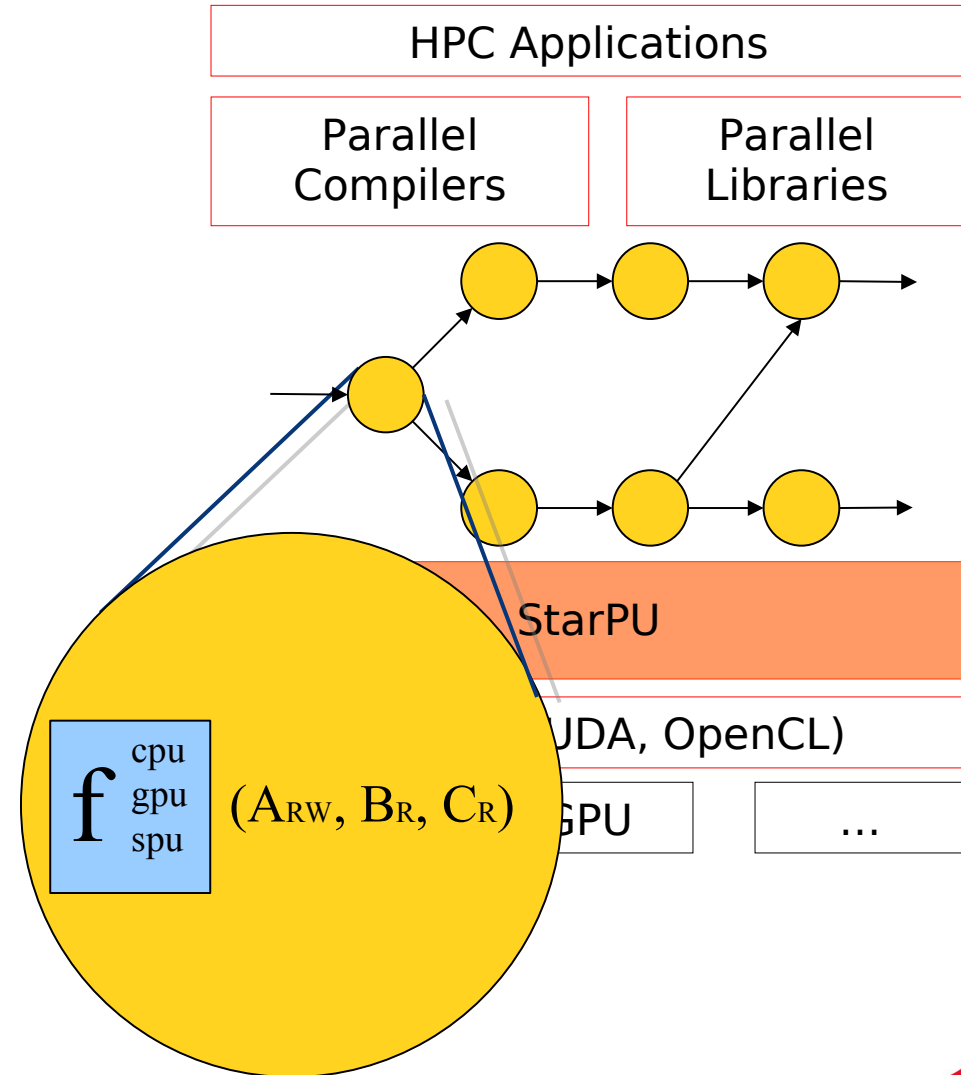 HPC Applications
Parallel
Compilers
Parallel
Libraries
StarPU
UDA, OpenCL)
GPU
...
f
cpu
gpu
spu
(ARW, BR, CR)